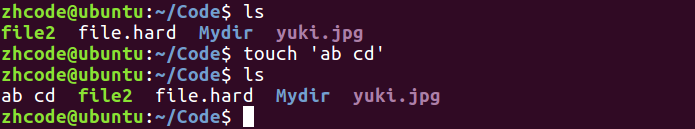 zhcode@ubuntu:~/Code$ ls
file2  file.hard  Mydir  yuki.jpg
zhcode@ubuntu:~/Code$ touch 'ab cd'
zhcode@ubuntu:~/Code$ ls
ab cd  file2  file.hard  Mydir  yuki.jpg
zhcode@ubuntu:~/Code$